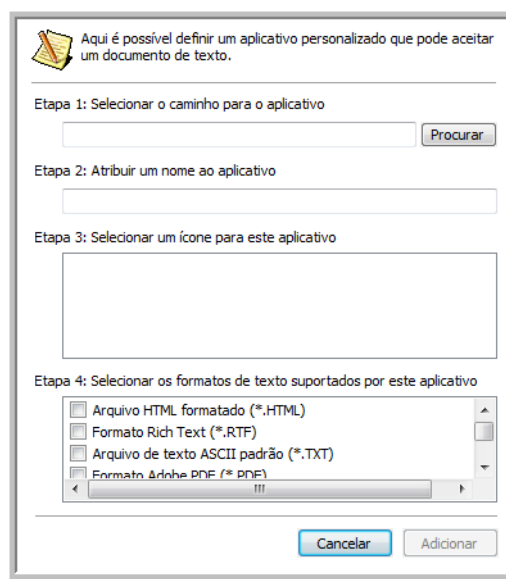 Aqui é possível definir um aplicativo personalizado que pode aceitar
um documento de texto.
Etapa 1: Selecionar o caminho para o aplicativo
Procurar
Etapa 2: Atribuir um nome ao aplicativo
Etapa 3: Selecionar um ícone para este aplicativo
Etapa 4: Selecionar os formatos de texto suportados por este aplicativo
Arquivo HTML formatado (*.HTML)
Formato Rich Text (*.RTF)
Arquivo de texto ASCII padrão (*.TXT)
Formato Adobe PDF (*.PDF)
Cancelar Adicionar